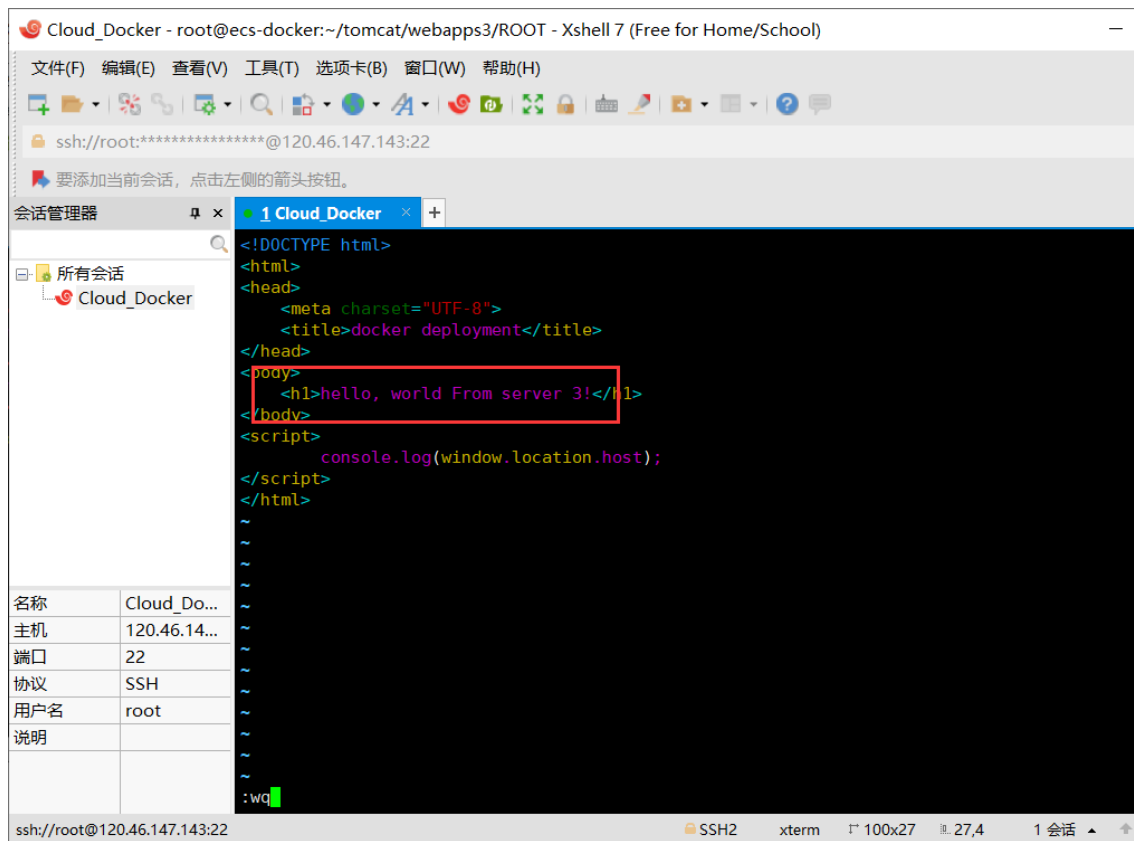 Cloud_Docker - root@ecs-docker:~/tomcat/webapps3/ROOT - Xshell 7 (Free for Home/School)
文件(F) 编辑(E) 查看(V) 工具(T) 选项卡(B) 窗口(W) 帮助(H)
ssh://root:****************@120.46.147.143:22
要添加当前会话，点击左侧的箭头按钮。
会话管理器
1 Cloud_Docker
所有会话
Cloud_Docker
<!DOCTYPE html>
<html>
<head>
    <meta charset="UTF-8">
    <title>docker deployment</title>
</head>
<body>
    <h1>hello, world From server 3!</h1>
</body>
<script>
        console.log(window.location.host);
</script>
</html>
~
~
~
~
~
~
~
~
~
~
~
~
~
:wq
名称 Cloud_Do...
主机 120.46.14...
端口 22
协议 SSH
用户名 root
说明
ssh://root@120.46.147.143:22 SSH2 xterm 100x27 27,4 1 会话